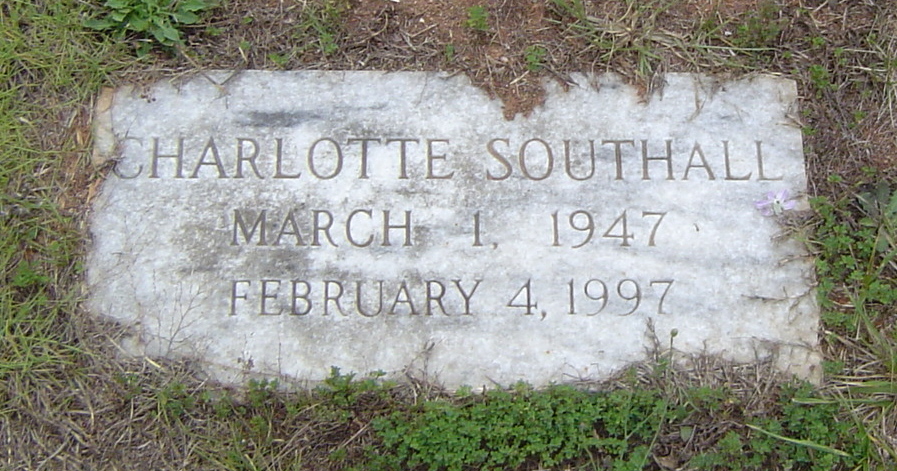 CHARLOTTE SOUTHALL
MARCH 1, 1947
FEBRUARY 4, 1997